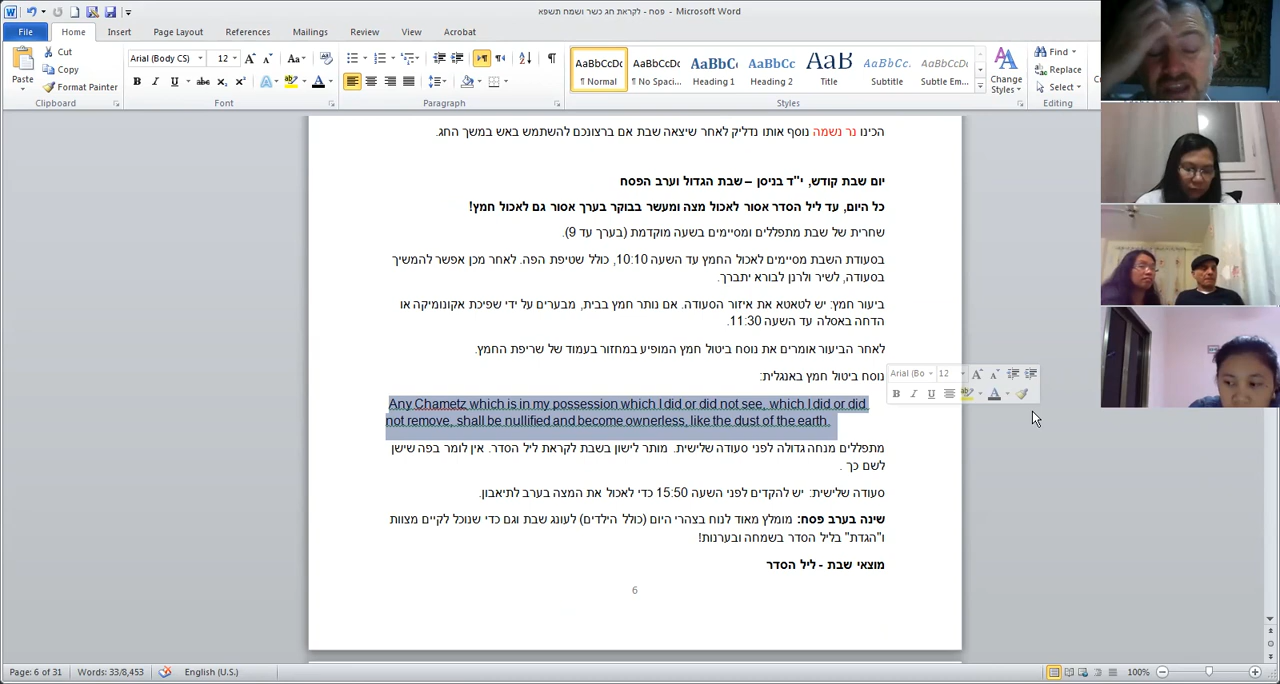 פסח - לקראת חג כשר ושמח תשפא - Microsoft Word
File Home Insert Page Layout References Mailings Review View Acrobat
Paste
Cut
Copy
Format Painter
Clipboard
Arial (Body CS) 12
Font
Paragraph
AaBbCcDc AaBbCcDc AaBbCc AaBbCc AaB AaBbCc. AaBbCcDc
¶ Normal ¶ No Spaci... Heading 1 Heading 2 Title Subtitle Subtle Em...
Change Styles
Styles
Find
Replace
Select
Editing
הכינו נר נשמה נוסף אותו נדליק לאחר שיצאה שבת אם ברצונכם להשתמש באש במשך החג.
יום שבת קודש, י"ד בניסן – שבת הגדול וערב הפסח
כל היום, עד ליל הסדר אסור לאכול מצה ומעשר בבוקר בערך אסור גם לאכול חמץ!
שחרית של שבת מתפללים ומסיימים בשעה מוקדמת (בערך עד 9).
בסעודת השבת מסיימים לאכול החמץ עד השעה 10:10, כולל שטיפת הפה. לאחר מכן אפשר להמשיך
בסעודה, לשיר ולרנן לבורא יתברך.
ביעור חמץ: יש לטאטא את איזור הסעודה. אם נותר חמץ בבית, מבערים על ידי שפיכת אקונומיקה או
הדחה באסלה עד השעה 11:30.
לאחר הביעור אומרים את נוסח ביטול חמץ המופיע במחזור בעמוד של שריפת החמץ.
נוסח ביטול חמץ באנגלית:
Arial (Bo 12
Any Chametz which is in my possession which I did or did not see, which I did or did
not remove, shall be nullified and become ownerless, like the dust of the earth.
מתפללים מנחה גדולה לפני סעודה שלישית. מותר לישון בשבת לקראת ליל הסדר. אין לומר בפה שישן
לשם כך .
סעודה שלישית: יש להקדים לפני השעה 15:50 כדי לאכול את המצה בערב לתיאבון.
שינה בערב פסח: מומלץ מאוד לנוח בצהרי היום (כולל הילדים) לעונג שבת וגם כדי שנוכל לקיים מצוות
ו"הגדת" בליל הסדר בשמחה ובערנות!
מוצאי שבת - ליל הסדר
6
Page: 6 of 31 Words: 33/8,453 English (U.S.) 100%